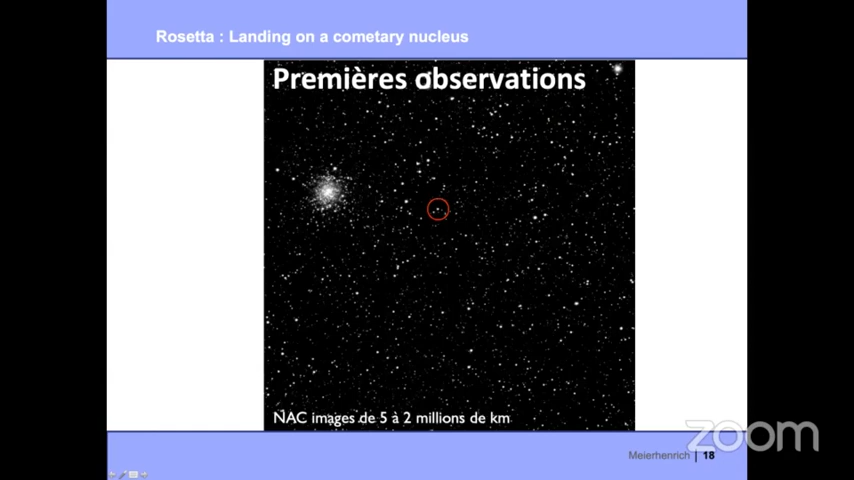 Rosetta : Landing on a cometary nucleus
Premières observations
NAC images de 5 à 2 millions de km
zoom
Meierhenrich | 18